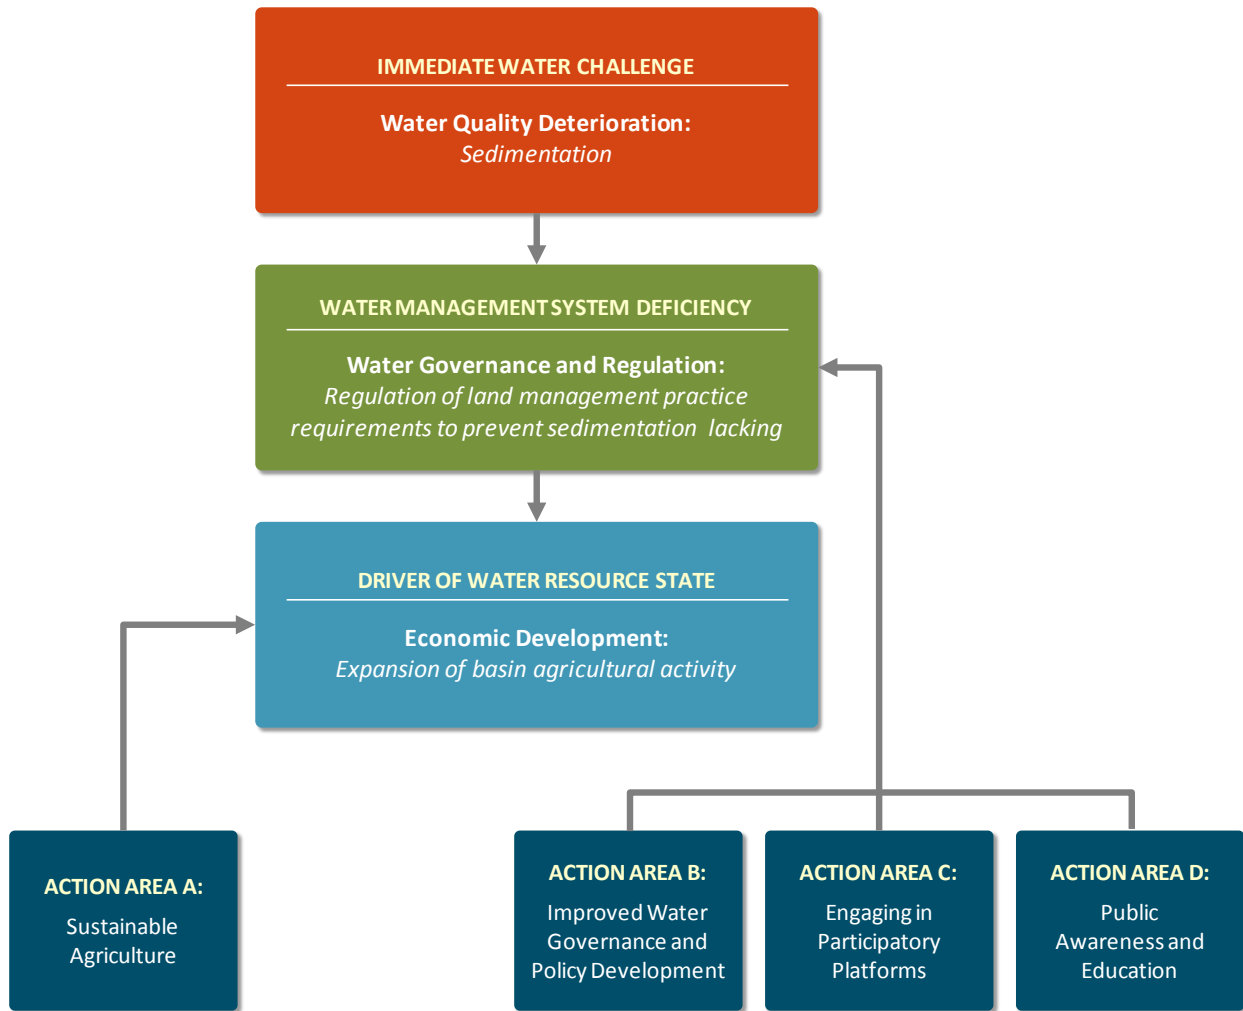 IMMEDIATE WATER CHALLENGE
Water Quality Deterioration:
Sedimentation
WATER MANAGEMENT SYSTEM DEFICIENCY
Water Governance and Regulation:
Regulation of land management practice
requirements to prevent sedimentation lacking
DRIVER OF WATER RESOURCE STATE
Economic Development:
Expansion of basin agricultural activity
ACTION AREA A:
Sustainable
Agriculture
ACTION AREA B:
Improved Water
Governance and
Policy Development
ACTION AREA C:
Engaging in
Participatory
Platforms
ACTION AREA D:
Public
Awareness and
Education